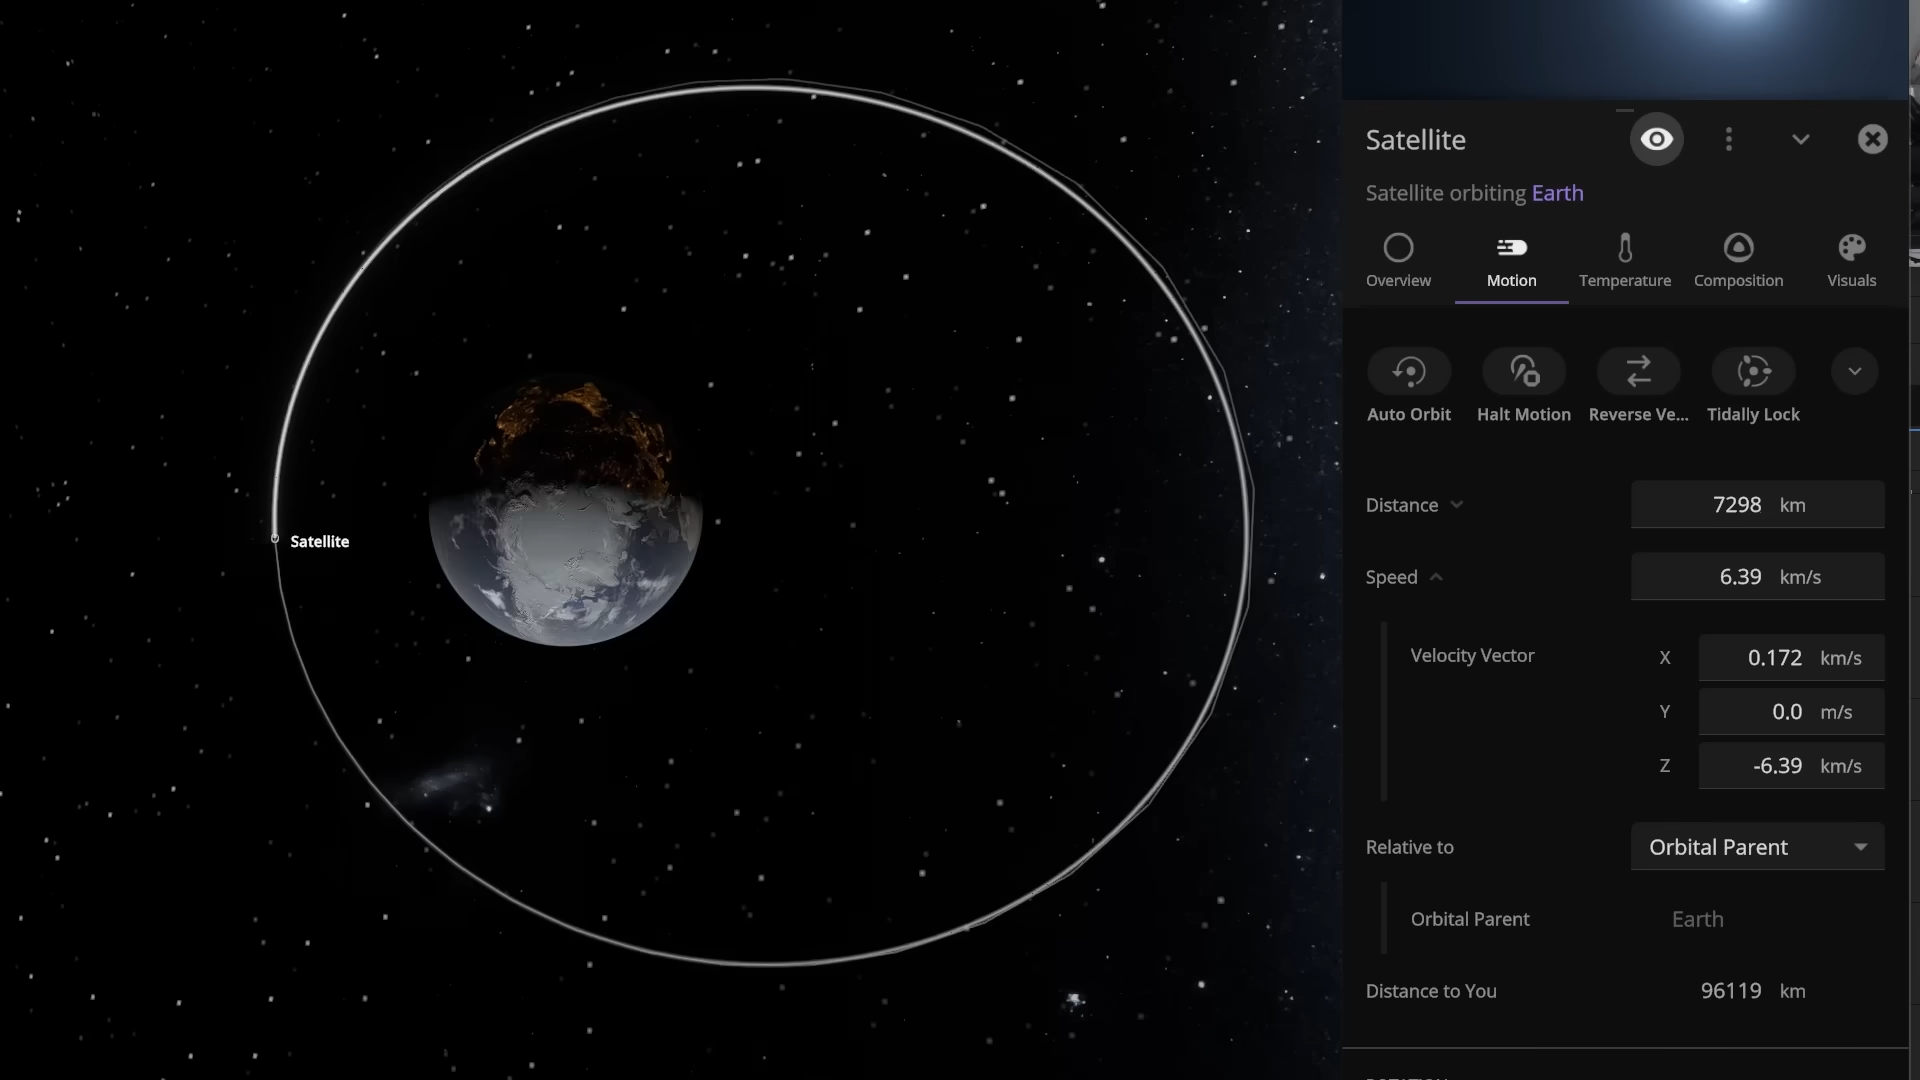 Satellite
Satellite orbiting Earth
Overview
Motion
Temperature
Composition
Visuals
Auto Orbit
Halt Motion
Reverse Ve...
Tidally Lock
Distance 7298 km
Speed 6.39 km/s
Velocity Vector X 0.172 km/s
Y 0.0 m/s
Z -6.39 km/s
Relative to Orbital Parent
Orbital Parent Earth
Distance to You 96119 km
Satellite